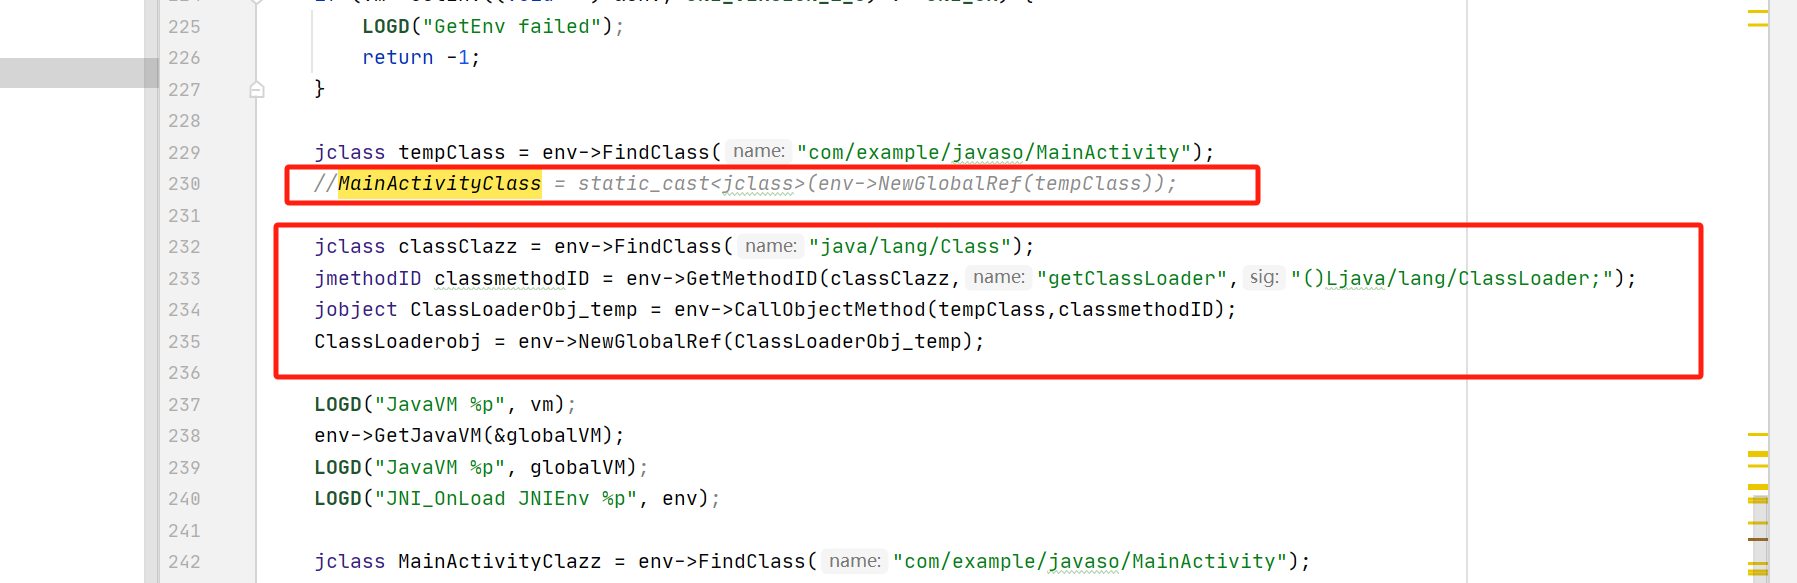 225 LOGD("GetEnv failed");
226 return -1;
227 }
228
229 jclass tempClass = env->FindClass( name: "com/example/javaso/MainActivity");
230 //MainActivityClass = static_cast<jclass>(env->NewGlobalRef(tempClass));
231
232 jclass classClazz = env->FindClass( name: "java/lang/Class");
233 jmethodID classmethodID = env->GetMethodID(classClazz, name: "getClassLoader", sig: "()Ljava/lang/ClassLoader;");
234 jobject ClassLoaderObj_temp = env->CallObjectMethod(tempClass,classmethodID);
235 ClassLoaderobj = env->NewGlobalRef(ClassLoaderObj_temp);
236
237 LOGD("JavaVM %p", vm);
238 env->GetJavaVM(&globalVM);
239 LOGD("JavaVM %p", globalVM);
240 LOGD("JNI_OnLoad JNIEnv %p", env);
241
242 jclass MainActivityClazz = env->FindClass( name: "com/example/javaso/MainActivity");